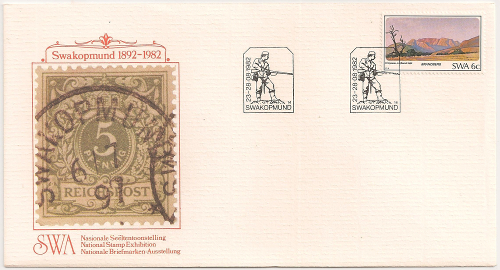 Swakopmund 1892-1982
SWAKOPMUND
5
PFENNIG
REICHSPOST
SWA
Nasionale Seëltentoonstelling
National Stamp Exhibition
Nationale Briefmarken-Ausstellung
23-28·08·1982
SWAKOPMUND
23-28·08·1982
SWAKOPMUND
BRANDBERG
SWA 6c